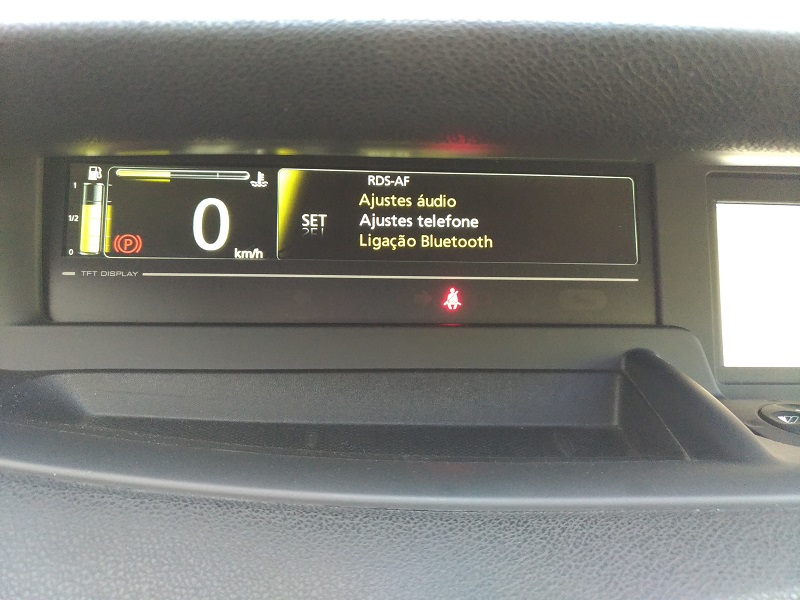 1
1/2
0
P
0
km/h
SET
RDS-AF
Ajustes áudio
Ajustes telefone
Ligação Bluetooth
TFT DISPLAY